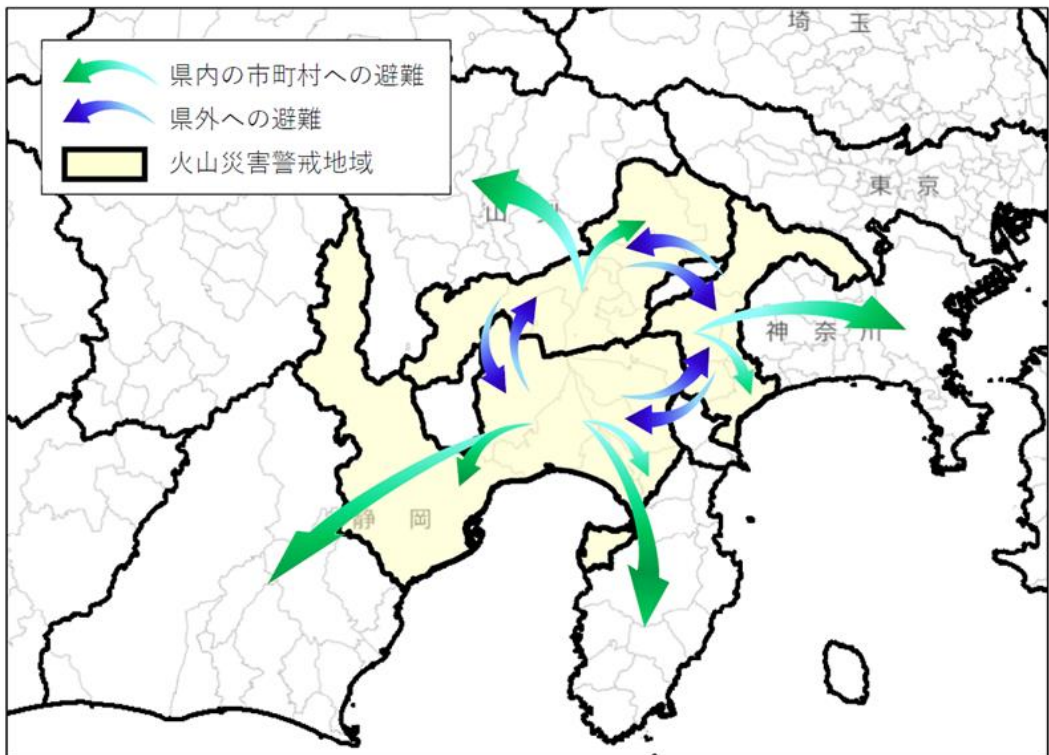 県内の市町村への避難
県外への避難
火山災害警戒地域
埼 玉
東 京
山
神 奈 川
静 岡